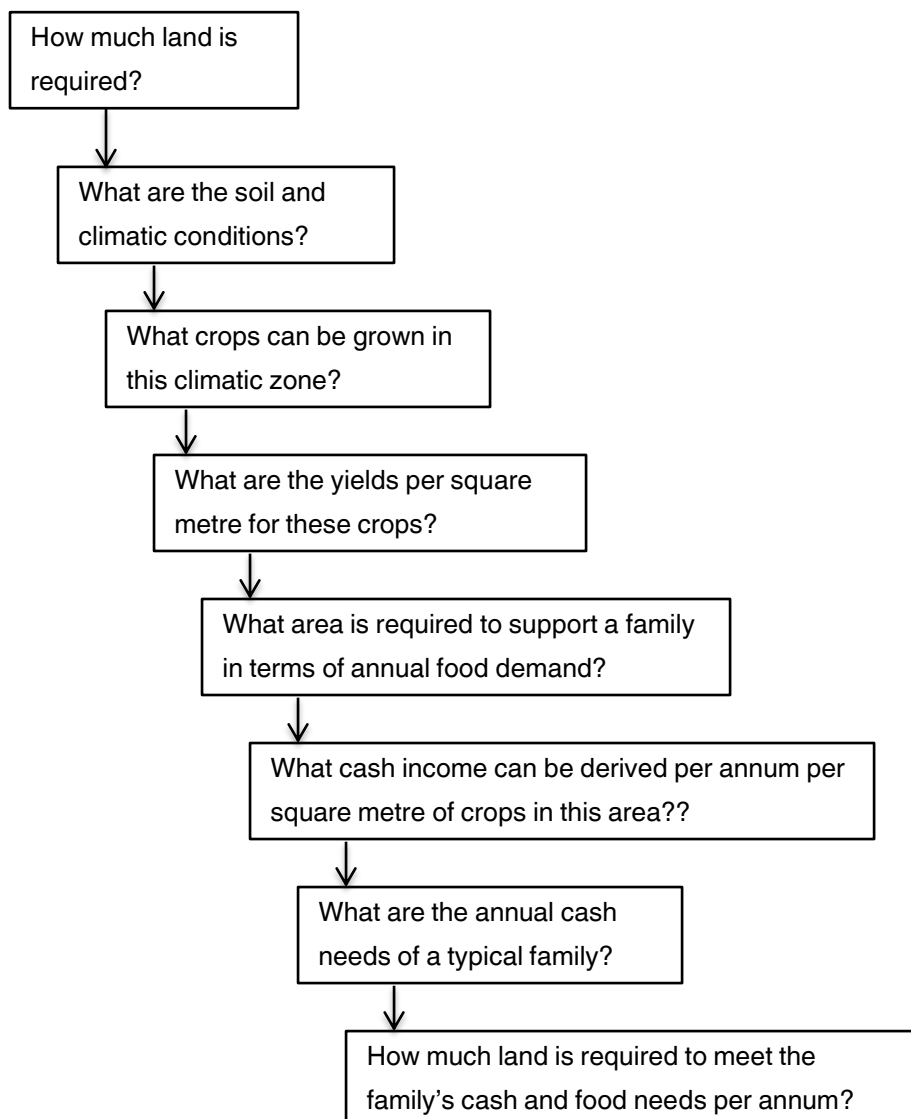 How much land is
required?
What are the soil and
climatic conditions?
What crops can be grown in
this climatic zone?
What are the yields per square
metre for these crops?
What area is required to support a family
in terms of annual food demand?
What cash income can be derived per annum per
square metre of crops in this area??
What are the annual cash
needs of a typical family?
How much land is required to meet the
family’s cash and food needs per annum?